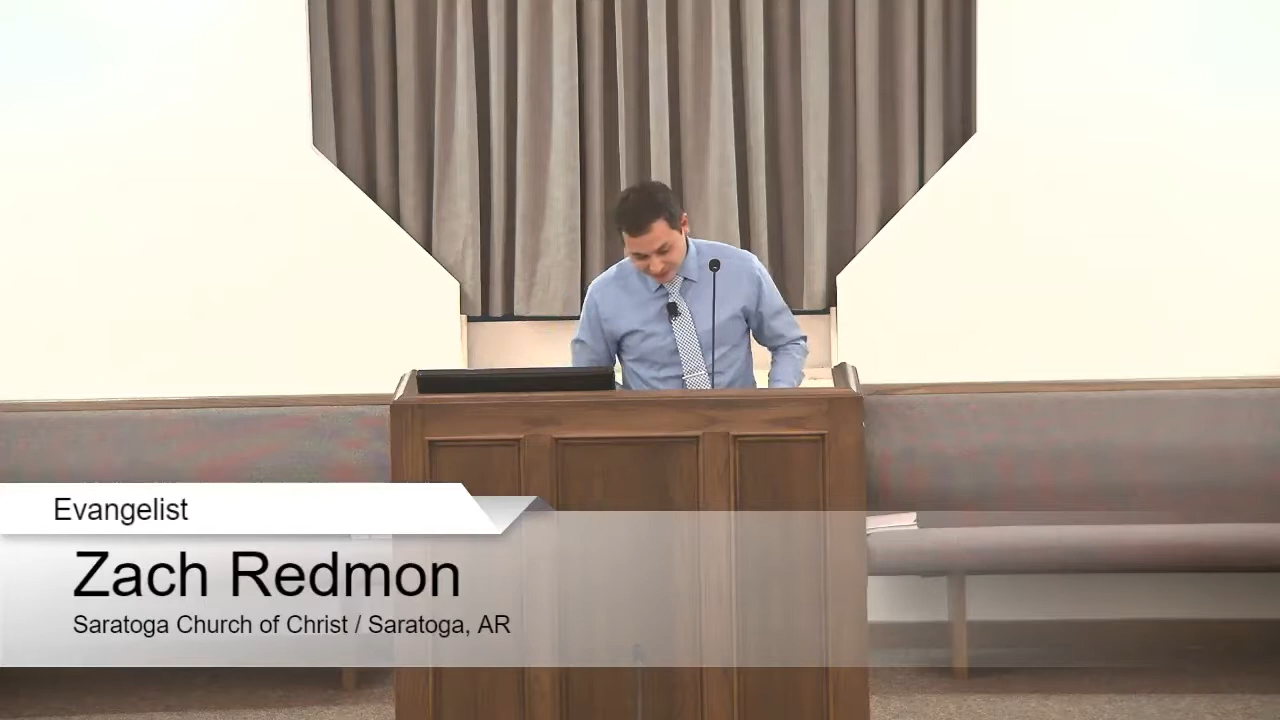 Evangelist
Zach Redmon
Saratoga Church of Christ / Saratoga, AR